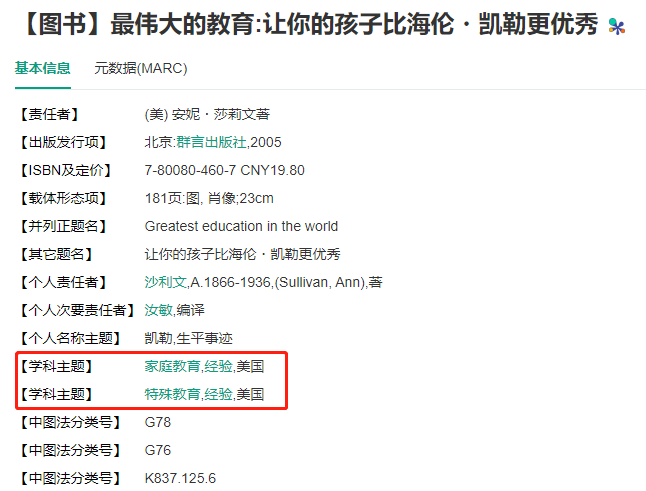 【图书】最伟大的教育:让你的孩子比海伦·凯勒更优秀
基本信息 元数据(MARC)
【责任者】 (美) 安妮·莎莉文著
【出版发行项】 北京:群言出版社,2005
【ISBN及定价】 7-80080-460-7 CNY19.80
【载体形态项】 181页:图, 肖像;23cm
【并列正题名】 Greatest education in the world
【其它题名】 让你的孩子比海伦·凯勒更优秀
【个人责任者】 沙利文,A.1866-1936,(Sullivan, Ann),著
【个人次要责任者】 汝敏,编译
【个人名称主题】 凯勒,生平事迹
【学科主题】 家庭教育,经验,美国
【学科主题】 特殊教育,经验,美国
【中图法分类号】 G78
【中图法分类号】 G76
【中图法分类号】 K837.125.6